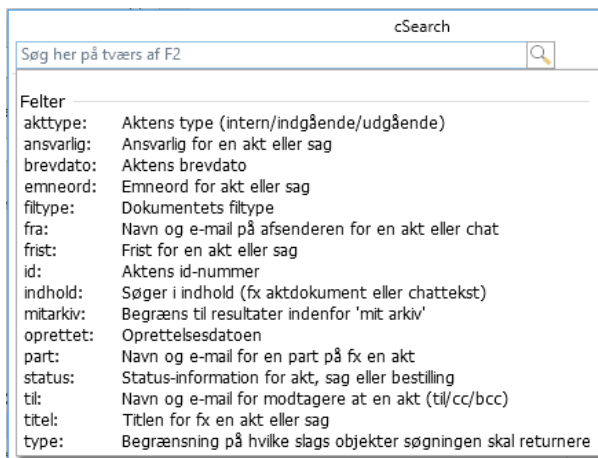 cSearch
Søg her på tværs af F2
Felter
akttype: Aktens type (intern/indgående/udgående)
ansvarlig: Ansvarlig for en akt eller sag
brevdato: Aktens brevdato
emneord: Emneord for akt eller sag
filtype: Dokumentets filtype
fra: Navn og e-mail på afsenderen for en akt eller chat
frist: Frist for en akt eller sag
id: Aktens id-nummer
indhold: Søger i indhold (fx aktdokument eller chattekst)
mitarkiv: Begræns til resultater indenfor 'mit arkiv'
oprettet: Oprettelsesdatoen
part: Navn og e-mail for en part på fx en akt
status: Status-information for akt, sag eller bestilling
til: Navn og e-mail for modtagere at en akt (til/cc/bcc)
titel: Titlen for fx en akt eller sag
type: Begrænsning på hvilke slags objekter søgningen skal returnere